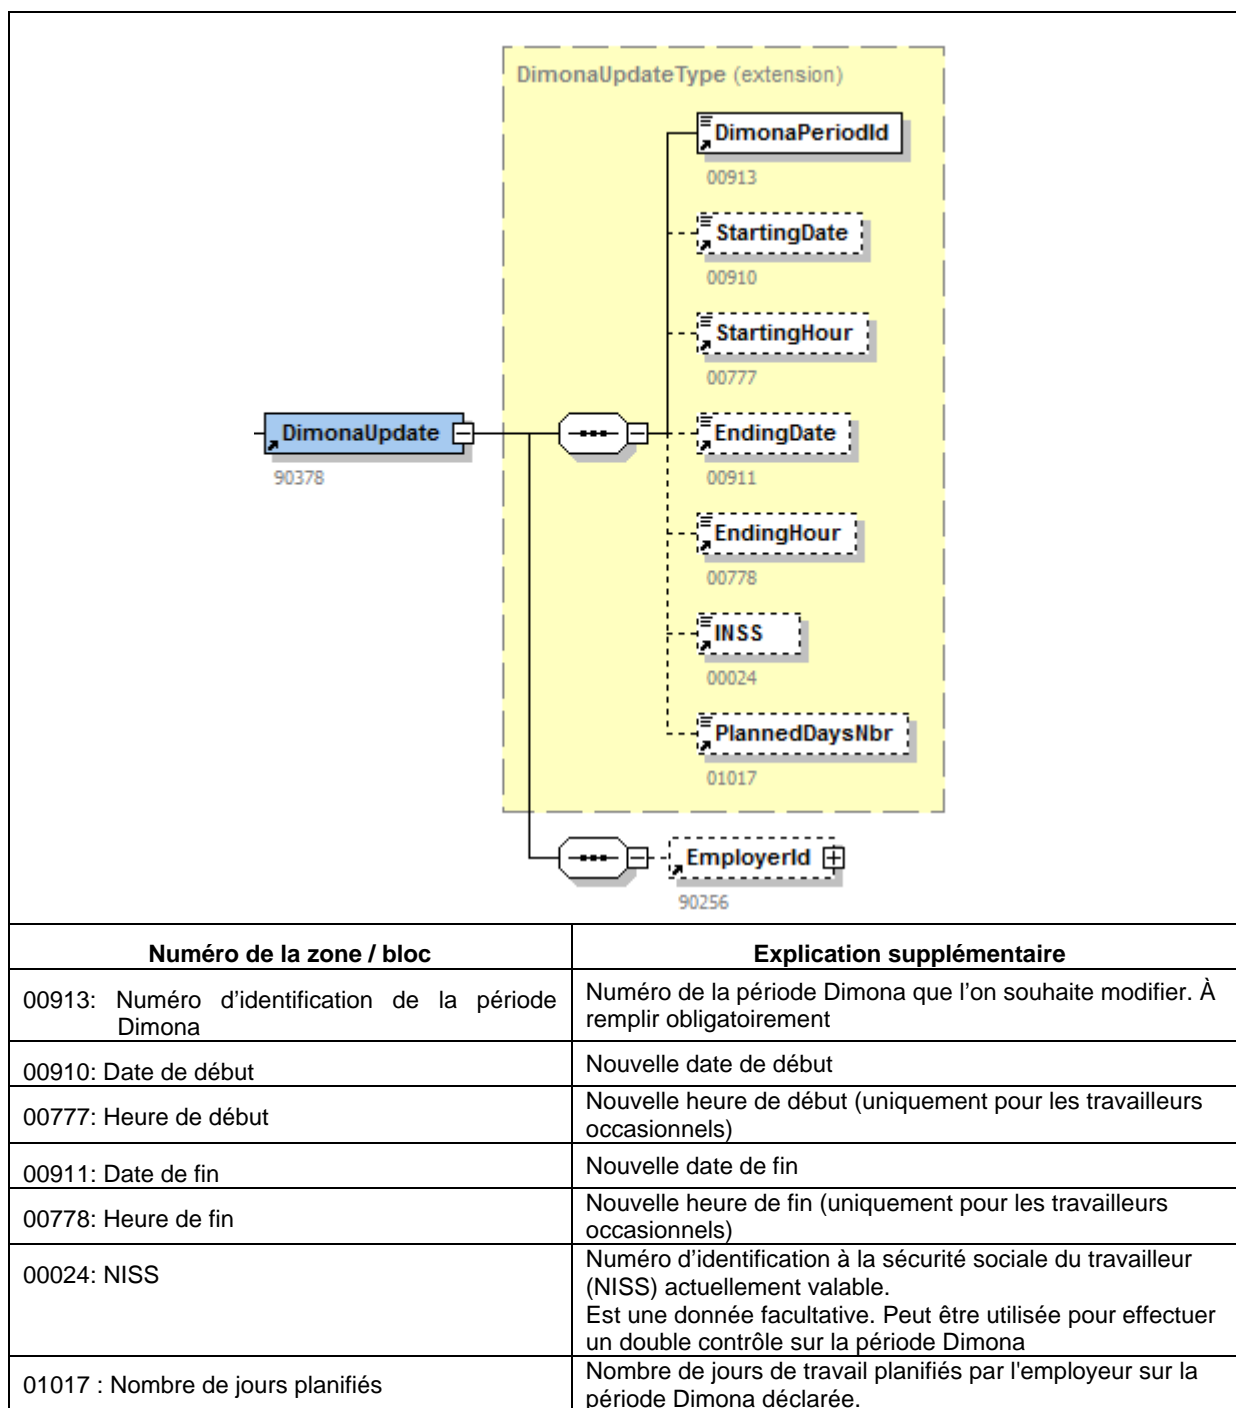 DimonaUpdateType (extension)
DimonaPeriodId
00913
StartingDate
00910
StartingHour
00777
DimonaUpdate
90378
EndingDate
00911
EndingHour
00778
INSS
00024
PlannedDaysNbr
01017
EmployerId
90256
Numéro de la zone / bloc
Explication supplémentaire
00913: Numéro d’identification de la période
Dimona
Numéro de la période Dimona que l’on souhaite modifier. À
remplir obligatoirement
00910: Date de début
Nouvelle date de début
00777: Heure de début
Nouvelle heure de début (uniquement pour les travailleurs
occasionnels)
00911: Date de fin
Nouvelle date de fin
00778: Heure de fin
Nouvelle heure de fin (uniquement pour les travailleurs
occasionnels)
00024: NISS
Numéro d’identification à la sécurité sociale du travailleur
(NISS) actuellement valable.
Est une donnée facultative. Peut être utilisée pour effectuer
un double contrôle sur la période Dimona
01017 : Nombre de jours planifiés
Nombre de jours de travail planifiés par l'employeur sur la
période Dimona déclarée.